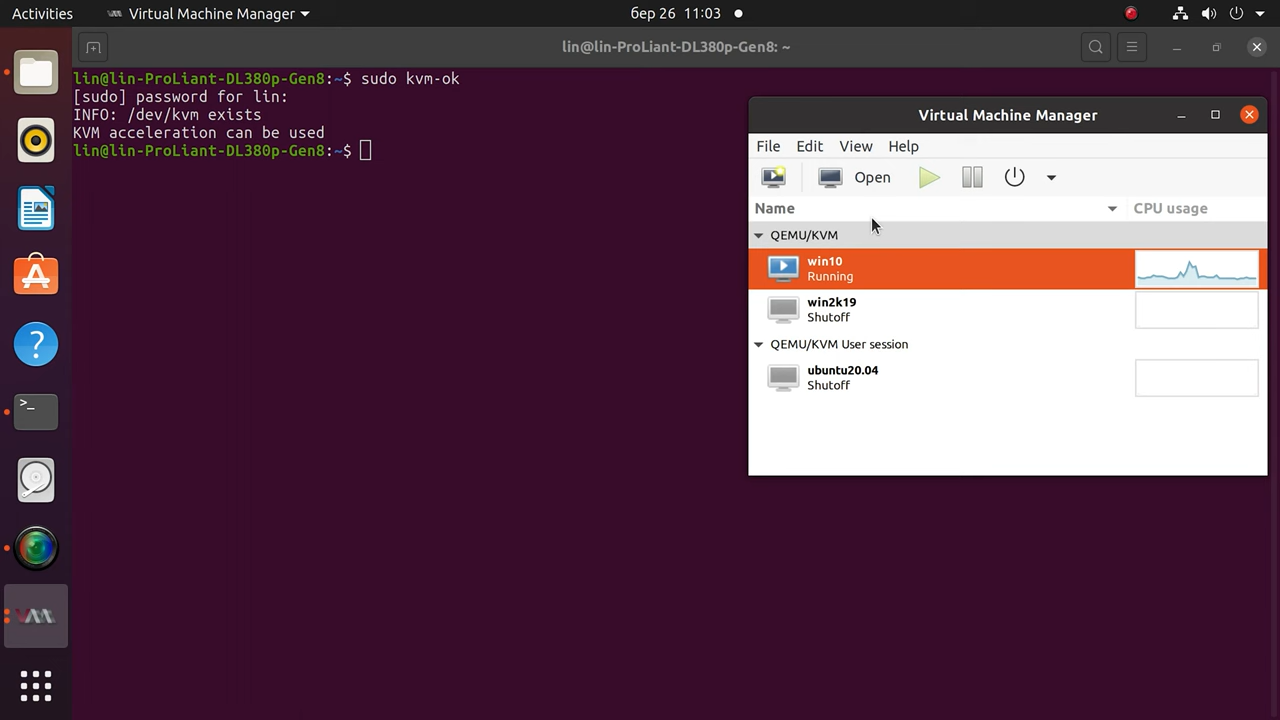 Activities
Virtual Machine Manager
бер 26 11:03
lin@lin-ProLiant-DL380p-Gen8: ~
lin@lin-ProLiant-DL380p-Gen8:~$ sudo kvm-ok
[sudo] password for lin:
INFO: /dev/kvm exists
KVM acceleration can be used
lin@lin-ProLiant-DL380p-Gen8:~$
Virtual Machine Manager
File Edit View Help
Open
Name CPU usage
QEMU/KVM
win10
Running
win2k19
Shutoff
QEMU/KVM User session
ubuntu20.04
Shutoff